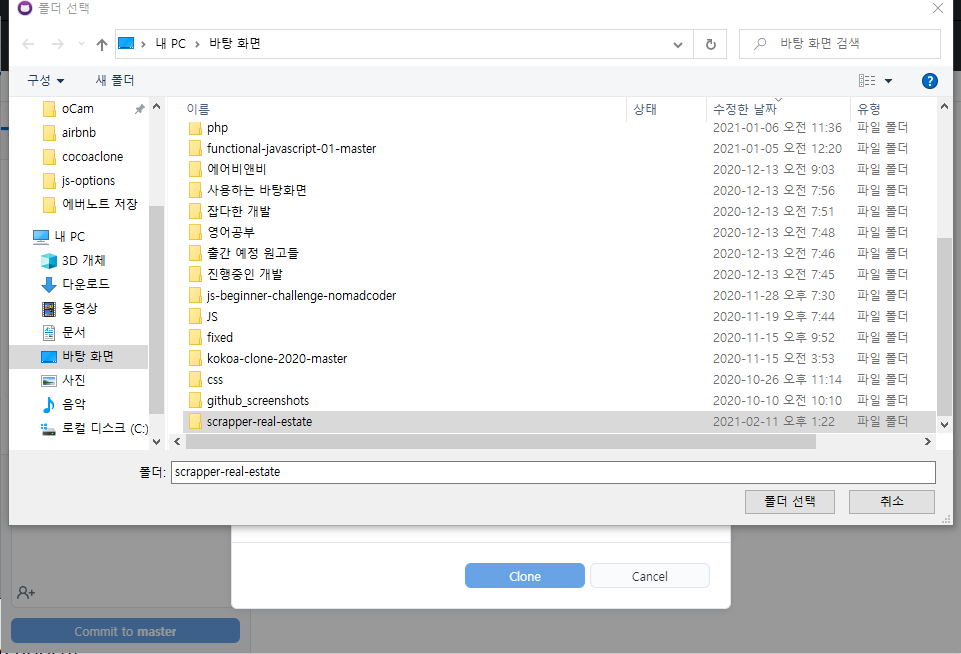 폴더 선택
내 PC
바탕 화면
바탕 화면 검색
구성
새 폴더
?
oCam
airbnb
cocoaclone
js-options
에버노트 저장
내 PC
3D 개체
다운로드
동영상
문서
바탕 화면
사진
음악
로컬 디스크 (C:)
이름 상태 수정한 날짜 유형
php 2021-01-06 오전 11:36 파일 폴더
functional-javascript-01-master 2021-01-05 오전 12:20 파일 폴더
에어비앤비 2020-12-13 오전 9:03 파일 폴더
사용하는 바탕화면 2020-12-13 오전 7:56 파일 폴더
잡다한 개발 2020-12-13 오전 7:51 파일 폴더
영어공부 2020-12-13 오전 7:48 파일 폴더
출간 예정 원고들 2020-12-13 오전 7:46 파일 폴더
진행중인 개발 2020-12-13 오전 7:45 파일 폴더
js-beginner-challenge-nomadcoder 2020-11-28 오후 7:30 파일 폴더
JS 2020-11-19 오후 7:44 파일 폴더
fixed 2020-11-15 오후 9:52 파일 폴더
kokoa-clone-2020-master 2020-11-15 오전 3:53 파일 폴더
css 2020-10-26 오후 11:14 파일 폴더
github_screenshots 2020-10-10 오전 10:10 파일 폴더
scrapper-real-estate 2021-02-11 오후 1:22 파일 폴더
폴더: scrapper-real-estate
폴더 선택
취소
Clone
Cancel
Commit to master